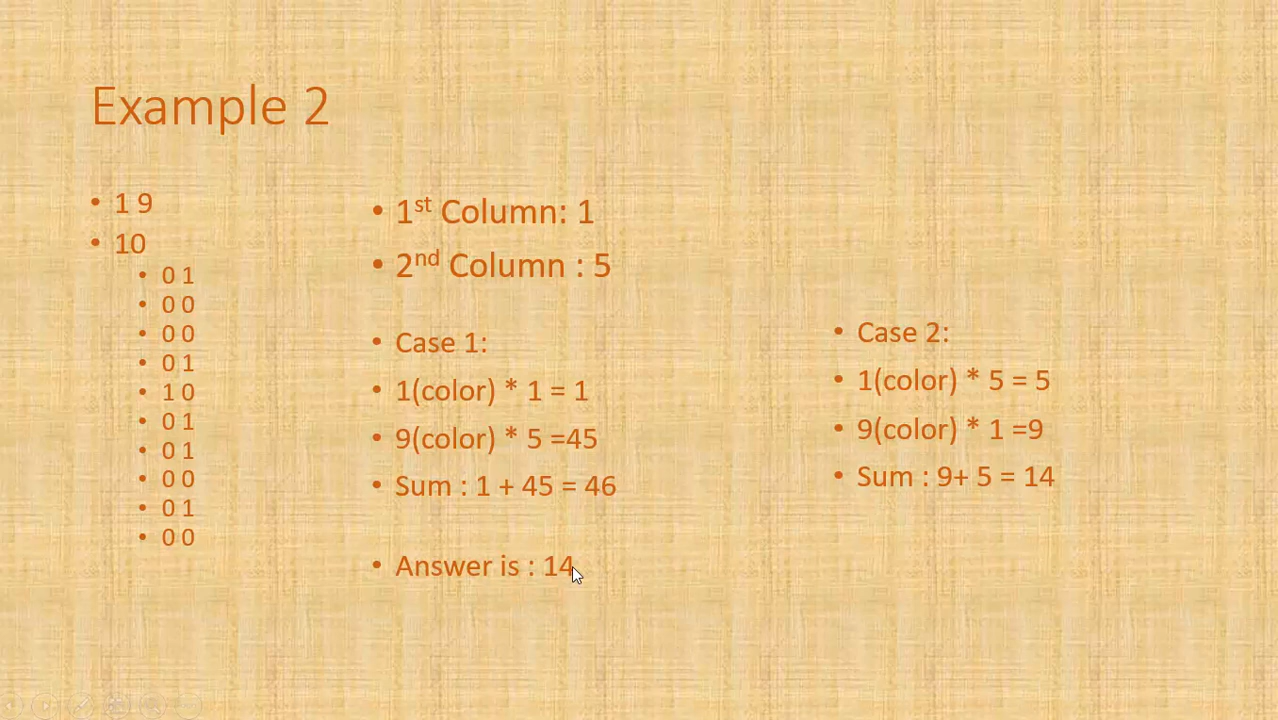 Example 2
• 1 9
• 10
• 0 1
• 0 0
• 0 0
• 0 1
• 1 0
• 0 1
• 0 1
• 0 0
• 0 1
• 0 0
• 1st Column: 1
• 2nd Column : 5
• Case 1:
• 1(color) * 1 = 1
• 9(color) * 5 =45
• Sum : 1 + 45 = 46
• Answer is : 14
• Case 2:
• 1(color) * 5 = 5
• 9(color) * 1 =9
• Sum : 9+ 5 = 14